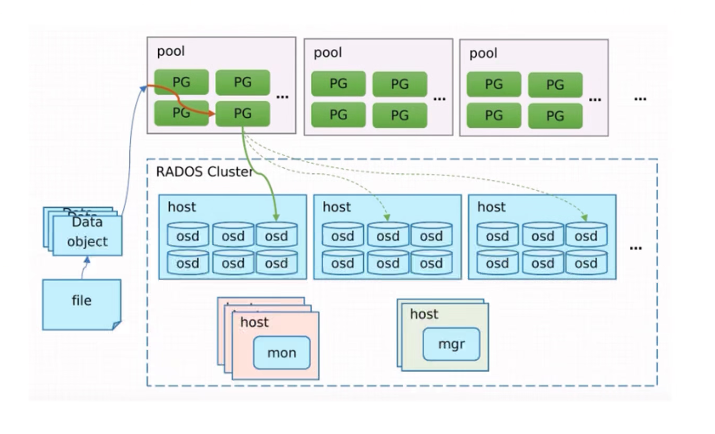 pool
PG PG
PG PG ...
pool
PG PG
PG PG ...
pool
PG PG
PG PG ...
...
RADOS Cluster
host
osd osd osd
osd osd osd
host
osd osd osd
osd osd osd
host
osd osd osd
osd osd osd
...
Data
Data
Data
object
file
host
mon
host
mgr